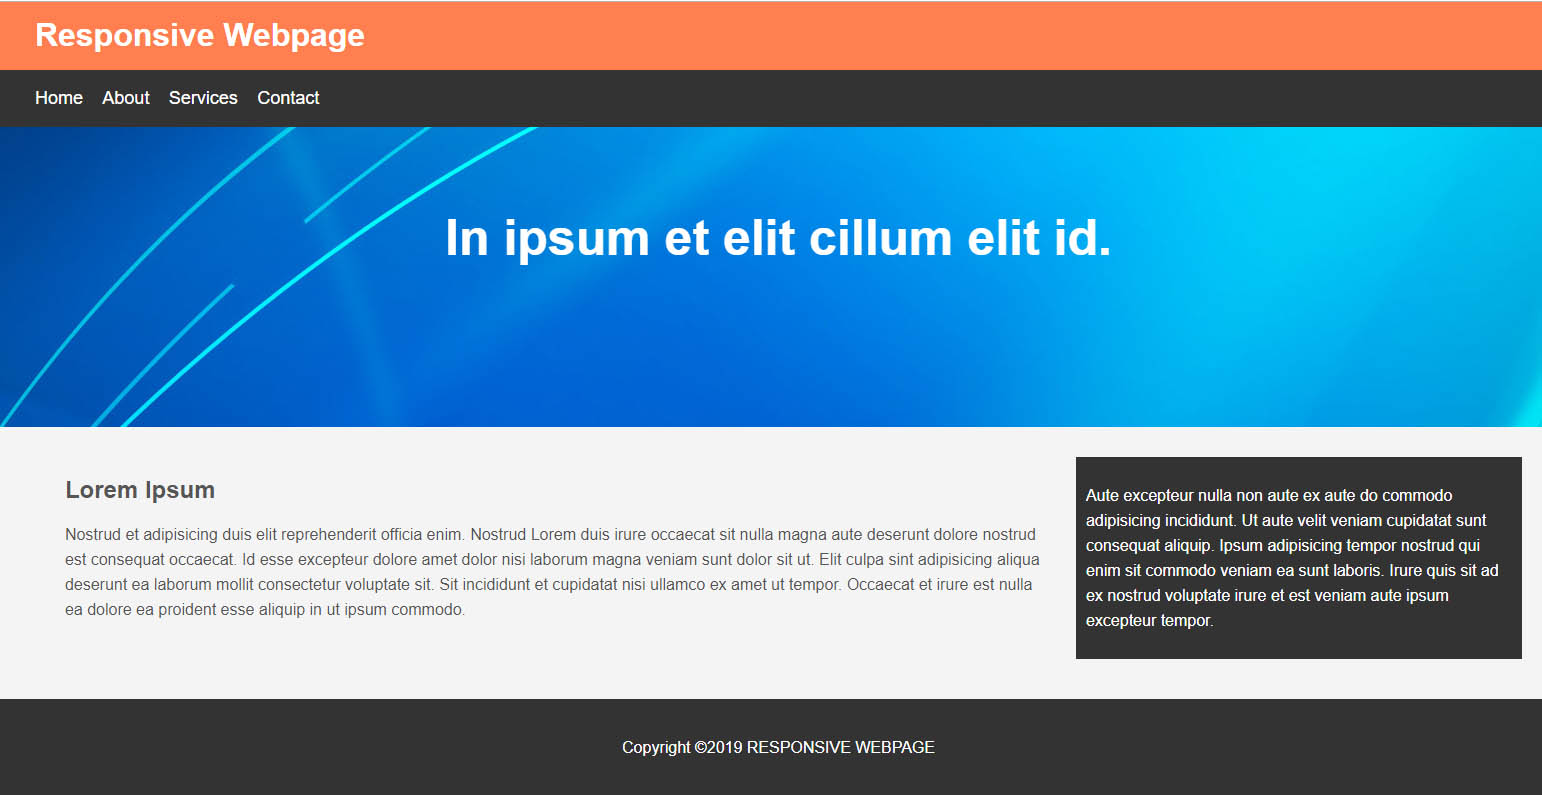 Responsive Webpage
Home About Services Contact
In ipsum et elit cillum elit id.
Lorem Ipsum
Nostrud et adipisicing duis elit reprehenderit officia enim. Nostrud Lorem duis irure occaecat sit nulla magna aute deserunt dolore nostrud
est consequat occaecat. Id esse excepteur dolore amet dolor nisi laborum magna veniam sunt dolor sit ut. Elit culpa sint adipisicing aliqua
deserunt ea laborum mollit consectetur voluptate sit. Sit incididunt et cupidatat nisi ullamco ex amet ut tempor. Occaecat et irure est nulla
ea dolore ea proident esse aliquip in ut ipsum commodo.
Aute excepteur nulla non aute ex aute do commodo
adipisicing incididunt. Ut aute velit veniam cupidatat sunt
consequat aliquip. Ipsum adipisicing tempor nostrud qui
enim sit commodo veniam ea sunt laboris. Irure quis sit ad
ex nostrud voluptate irure et est veniam aute ipsum
excepteur tempor.
Copyright ©2019 RESPONSIVE WEBPAGE